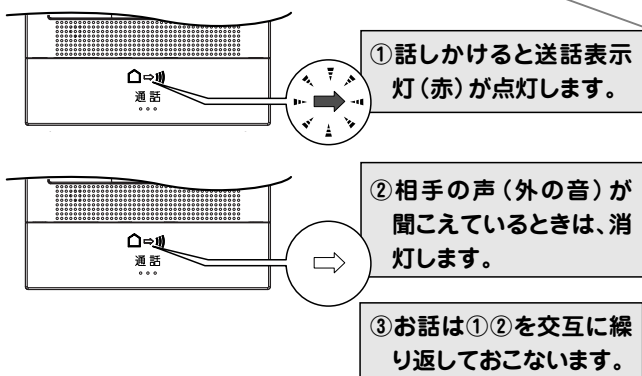 ①話しかけると送話表示
灯（赤）が点灯します。
通話
②相手の声（外の音）が
聞こえているときは、消
灯します。
通話
③お話は①②を交互に繰
り返しておこないます。